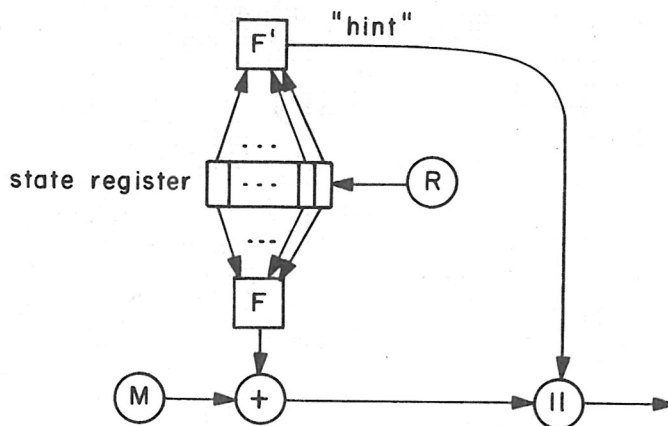 "hint"
F'
...
state register
...
R
...
F
M
+
||